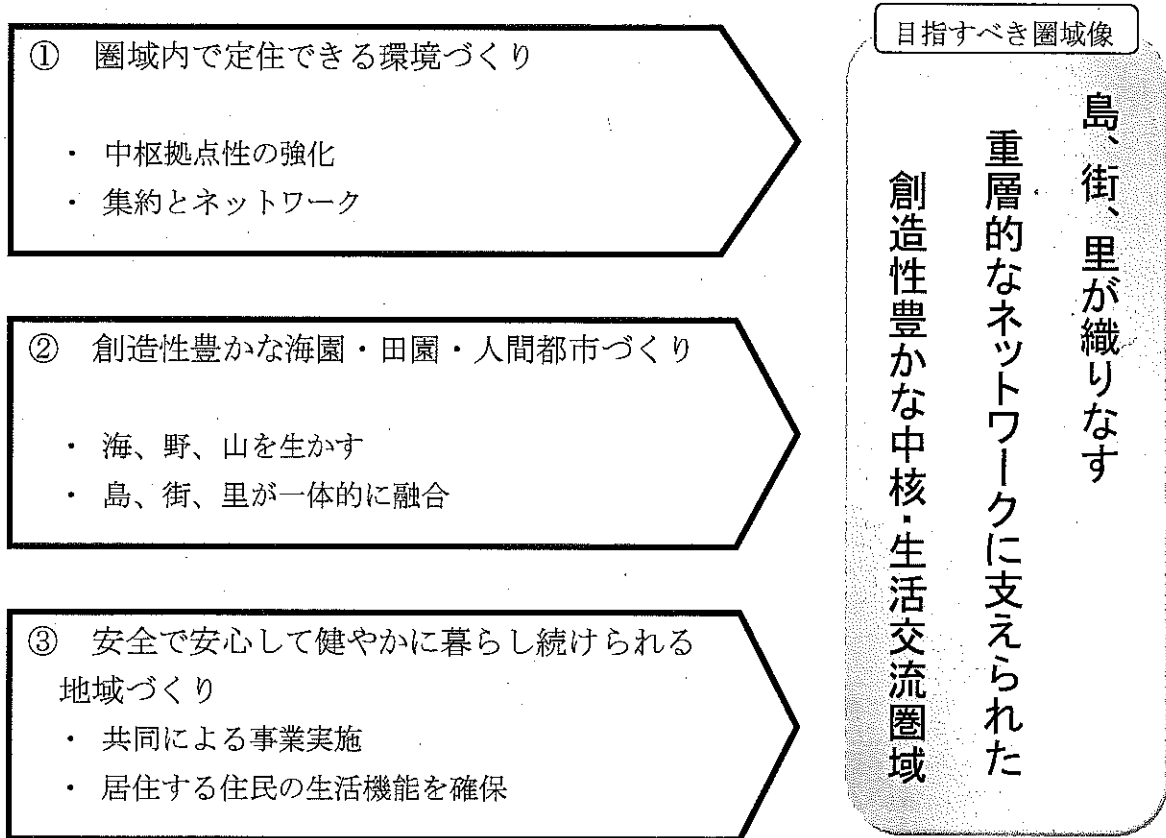 ① 圏域内で定住できる環境づくり
・ 中枢拠点性の強化
・ 集約とネットワーク
② 創造性豊かな海園・田園・人間都市づくり
・ 海、野、山を生かす
・ 島、街、里が一体的に融合
③ 安全で安心して健やかに暮らし続けられる
地域づくり
・ 共同による事業実施
・ 居住する住民の生活機能を確保
目指すべき圏域像
島、街、里が織りなす
重層的なネットワークに支えられた
創造性豊かな中核・生活交流圏域